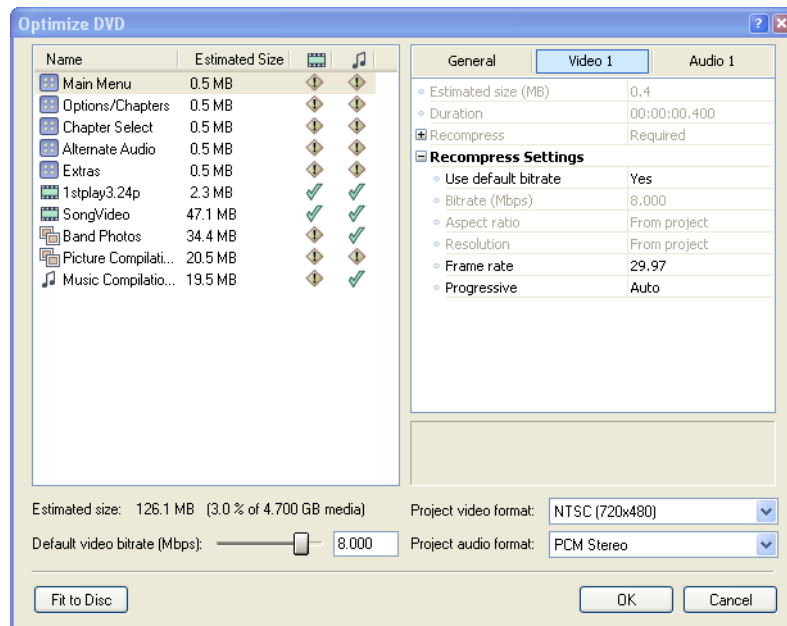 Optimize DVD
Name Estimated Size
Main Menu 0.5 MB
Options/Chapters 0.5 MB
Chapter Select 0.5 MB
Alternate Audio 0.5 MB
Extras 0.5 MB
1stplay3.24p 2.3 MB
SongVideo 47.1 MB
Band Photos 34.4 MB
Picture Compilati... 20.5 MB
Music Compilatio... 19.5 MB
General Video 1 Audio 1
Estimated size (MB) 0.4
Duration 00:00:00.400
Recompress Required
Recompress Settings
Use default bitrate Yes
Bitrate (Mbps) 8.000
Aspect ratio From project
Resolution From project
Frame rate 29.97
Progressive Auto
Estimated size: 126.1 MB (3.0 % of 4.700 GB media)
Default video bitrate (Mbps): 8.000
Project video format: NTSC (720x480)
Project audio format: PCM Stereo
Fit to Disc OK Cancel